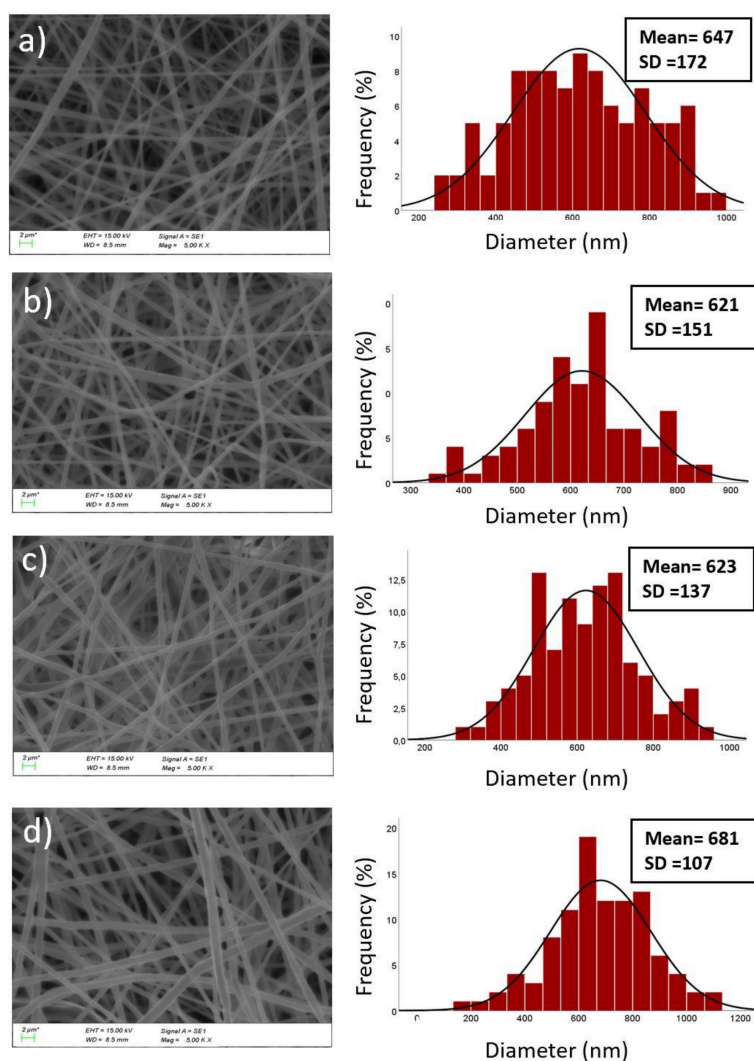 a)
2 µm*
EHT = 15.00 kV
WD = 8.5 mm
Signal A = SE1
Mag = 5.00 K X
Mean= 647
SD =172
Frequency (%)
10
8
6
4
2
0
200 400 600 800 1000
Diameter (nm)
b)
2 µm*
EHT = 15.00 kV
WD = 8.5 mm
Signal A = SE1
Mag = 5.00 K X
Mean= 621
SD =151
Frequency (%)
0
5
0
5
0
300 400 500 600 700 800 900
Diameter (nm)
c)
2 µm*
EHT = 15.00 kV
WD = 8.5 mm
Signal A = SE1
Mag = 5.00 K X
Mean= 623
SD =137
Frequency (%)
12,5
10,0
7,5
5,0
2,5
0,0
200 400 600 800 1000
Diameter (nm)
d)
2 µm*
EHT = 15.00 kV
WD = 8.5 mm
Signal A = SE1
Mag = 5.00 K X
Mean= 681
SD =107
Frequency (%)
20
15
10
5
0
200 400 600 800 1000 1200
Diameter (nm)